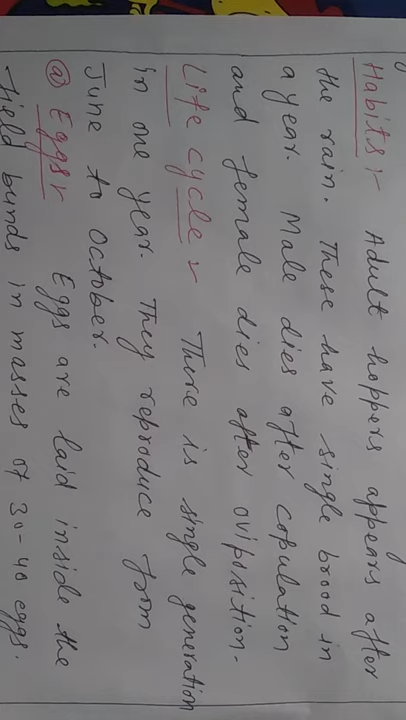 Habits :- Adult hoppers appears after
the rain. These have single brood in
a year. Male dies after copulation
and female dies after oviposition.
Life cycle :- There is single generation
in one year. They reproduce from
June to October.
(a) Eggs :- Eggs are laid inside the
field bunds in masses of 30-40 eggs.